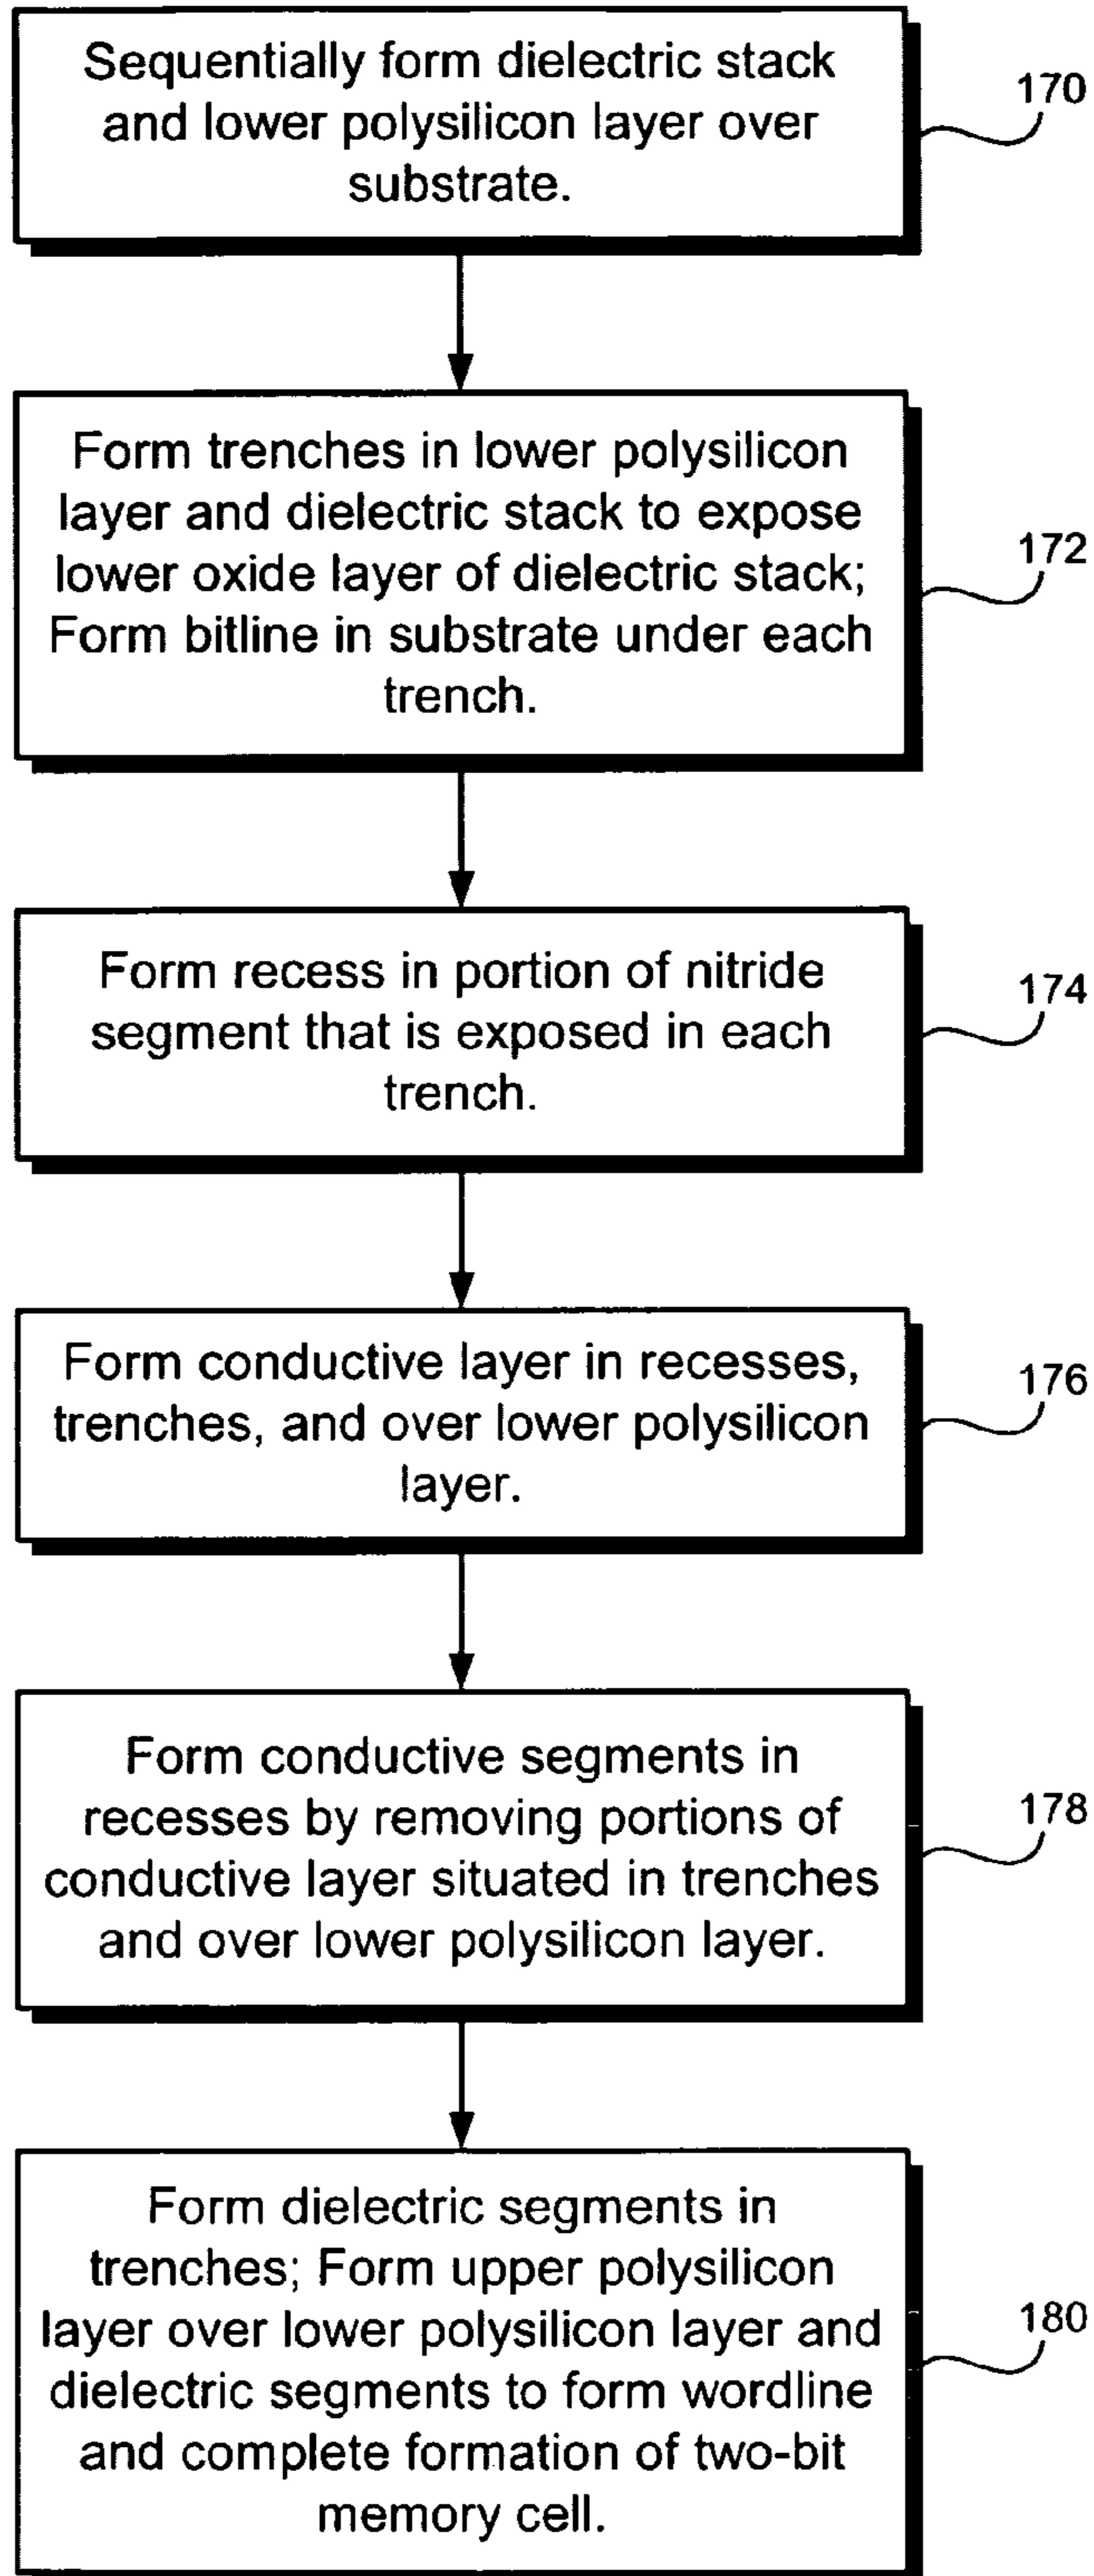 Sequentially form dielectric stack
and lower polysilicon layer over
substrate.
170
Form trenches in lower polysilicon
layer and dielectric stack to expose
lower oxide layer of dielectric stack;
Form bitline in substrate under each
trench.
172
Form recess in portion of nitride
segment that is exposed in each
trench.
174
Form conductive layer in recesses,
trenches, and over lower polysilicon
layer.
176
Form conductive segments in
recesses by removing portions of
conductive layer situated in trenches
and over lower polysilicon layer.
178
Form dielectric segments in
trenches; Form upper polysilicon
layer over lower polysilicon layer and
dielectric segments to form wordline
and complete formation of two-bit
memory cell.
180